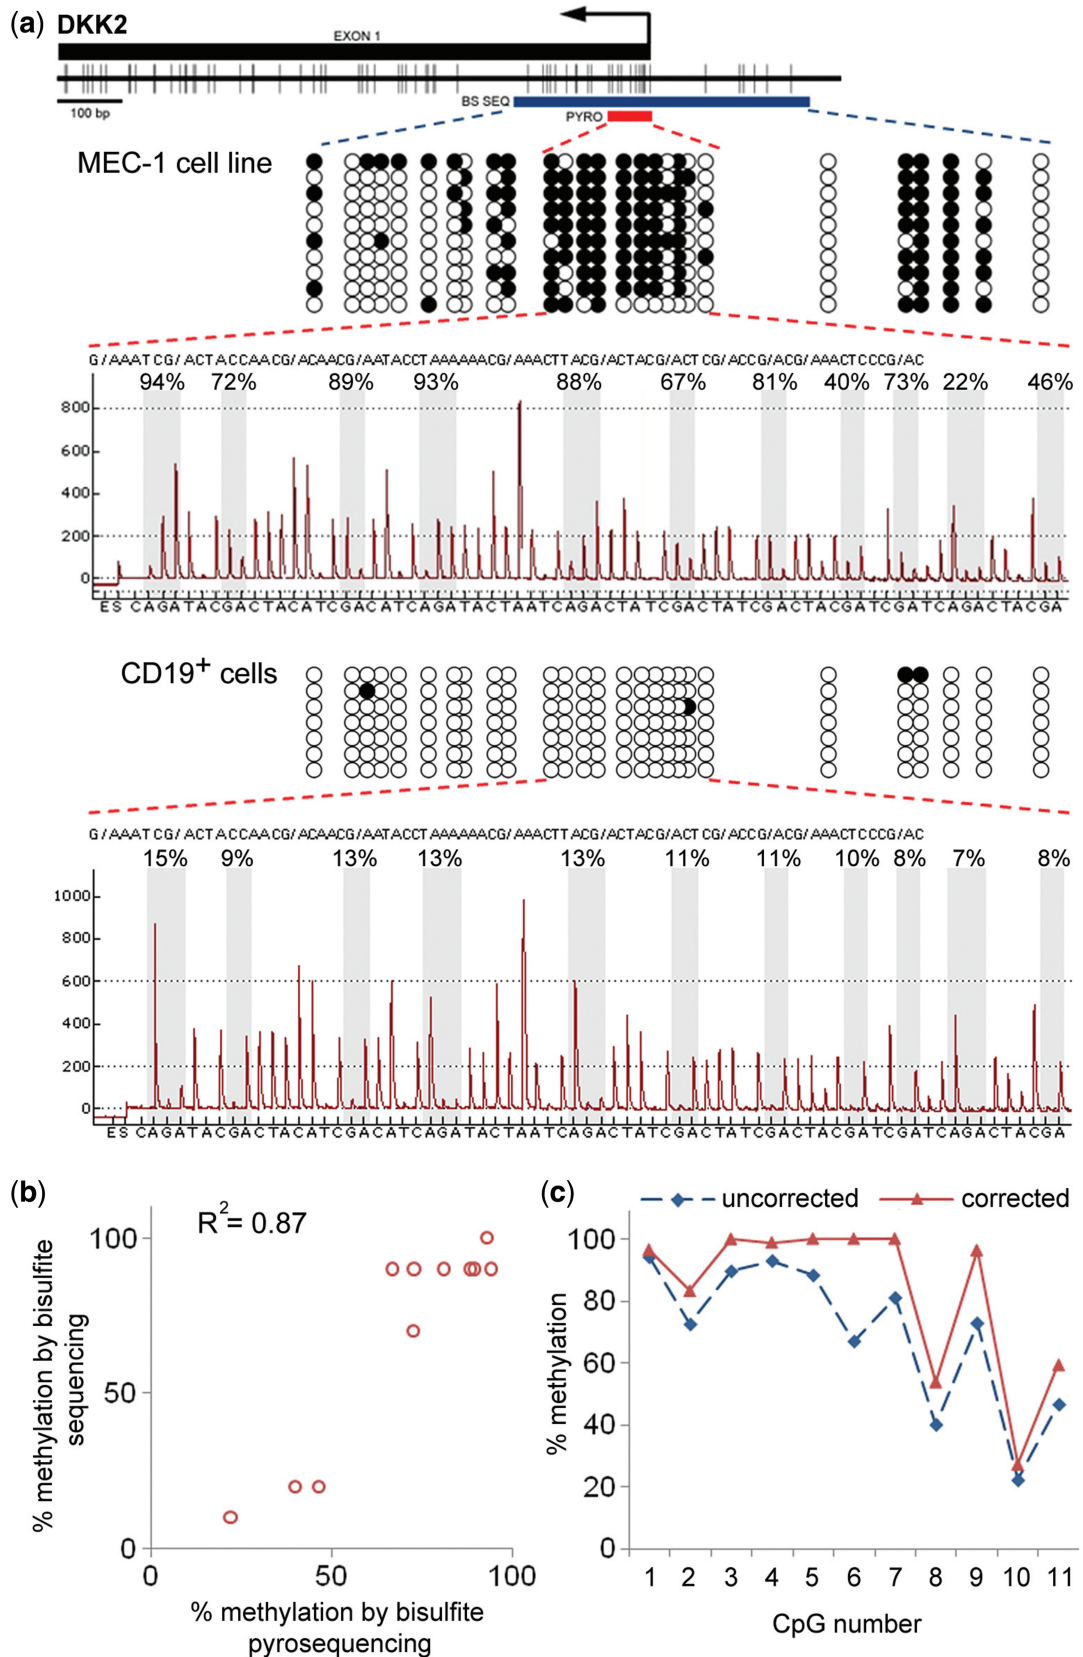 (a) DKK2
EXON 1
100 bp
BS SEQ
PYRO
MEC-1 cell line
G/AAATCG/ACTACCAACG/ACAACG/AATACCTAAAAAACG/AAACTTACG/ACTACG/ACTCG/ACCG/ACG/AAACTCCCG/AC
94% 72% 89% 93% 88% 67% 81% 40% 73% 22% 46%
800
600
400
200
0
ESCAGATACGACTACATCGACATCAGATACTAATCAGACTATCGACTATCGACTACGATCGATCAGACTACGA
CD19+ cells
G/AAATCG/ACTACCAACG/ACAACG/AATACCTAAAAAACG/AAACTTACG/ACTACG/ACTCG/ACCG/ACG/AAACTCCCG/AC
15% 9% 13% 13% 13% 11% 11% 10% 8% 7% 8%
1000
800
600
400
200
0
ESCAGATACGACTACATCGACATCAGATACTAATCAGACTATCGACTATCGACTACGATCGATCAGACTACGA
(b)
R2= 0.87
100
50
0
0 50 100
% methylation by bisulfite
sequencing
% methylation by bisulfite
pyrosequencing
(c)
uncorrected corrected
100
80
60
40
20
0
% methylation
1 2 3 4 5 6 7 8 9 10 11
CpG number